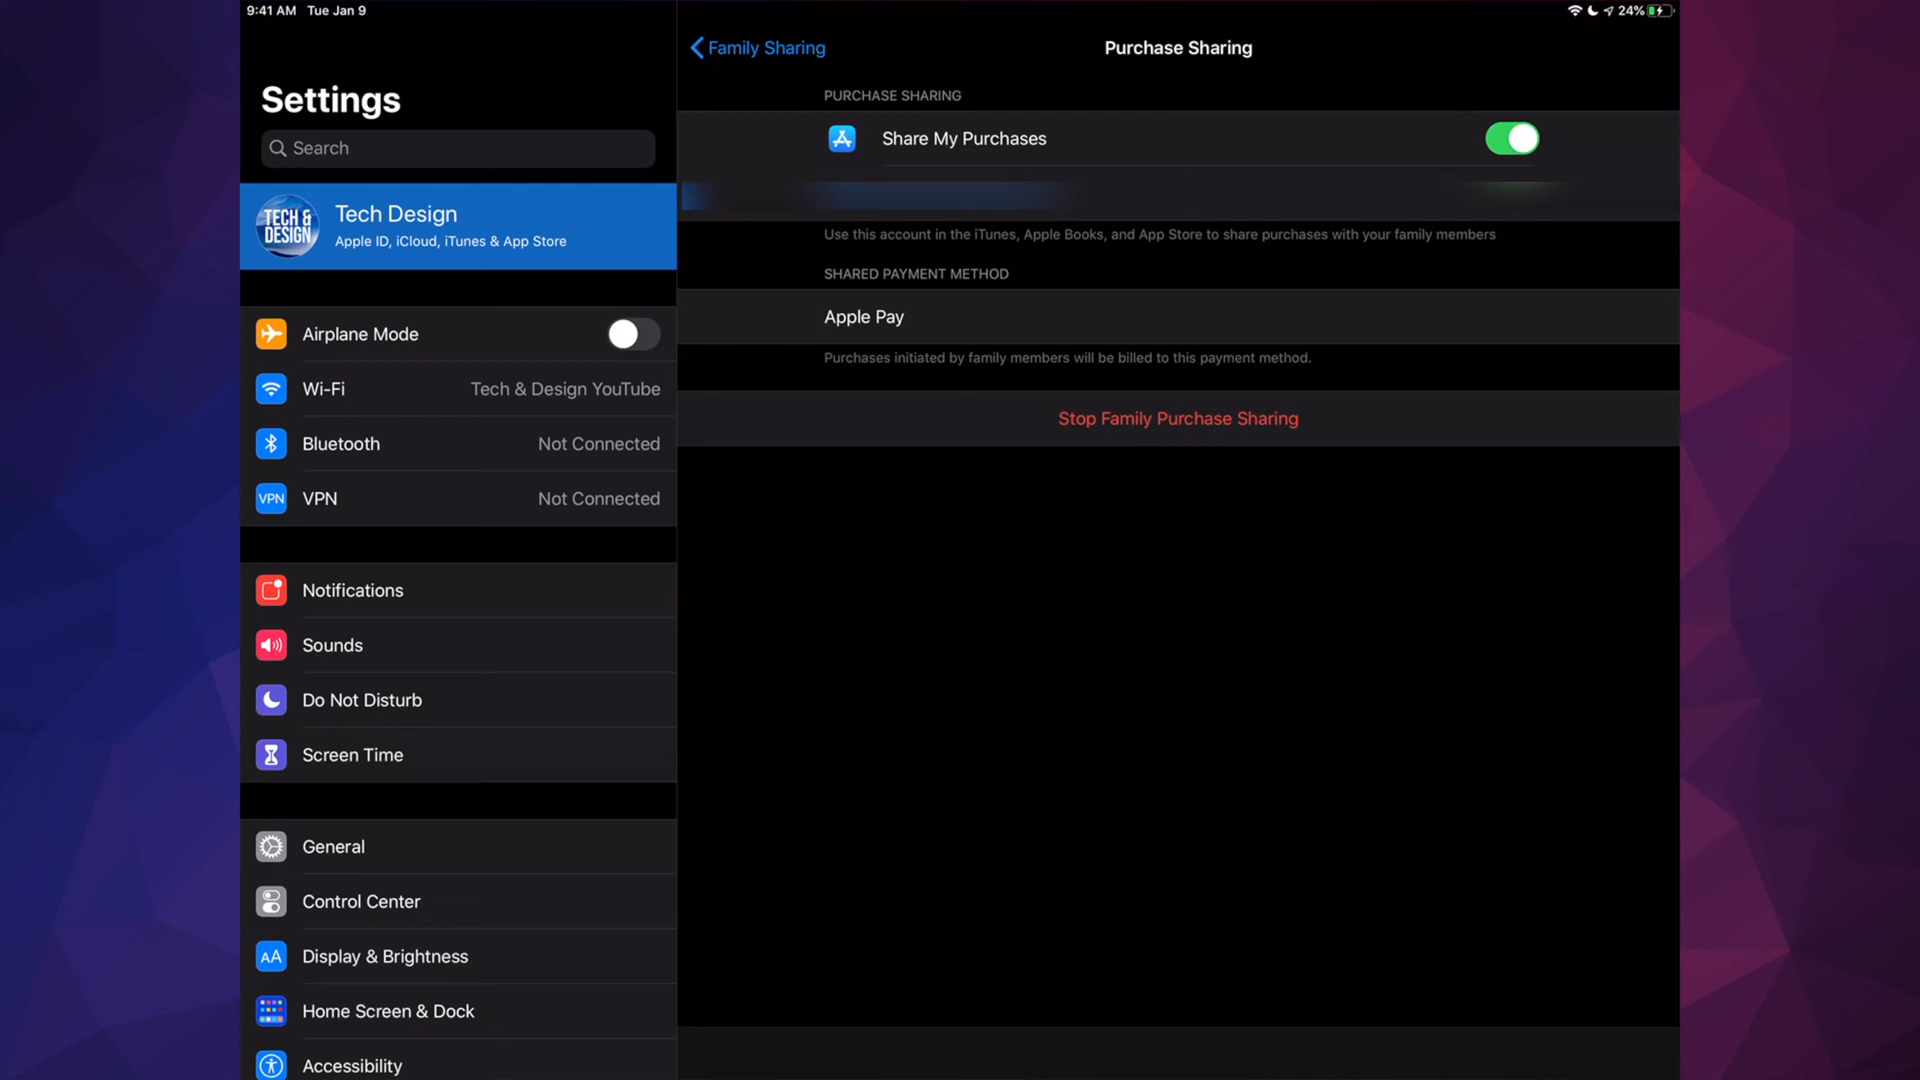 9:41 AM Tue Jan 9
24%
Settings
Search
TECH &
DESIGN
Tech Design
Apple ID, iCloud, iTunes & App Store
Airplane Mode
Wi-Fi Tech & Design YouTube
Bluetooth Not Connected
VPN VPN Not Connected
Notifications
Sounds
Do Not Disturb
Screen Time
General
Control Center
AA Display & Brightness
Home Screen & Dock
Accessibility
Family Sharing
Purchase Sharing
PURCHASE SHARING
Share My Purchases
Use this account in the iTunes, Apple Books, and App Store to share purchases with your family members
SHARED PAYMENT METHOD
Apple Pay
Purchases initiated by family members will be billed to this payment method.
Stop Family Purchase Sharing